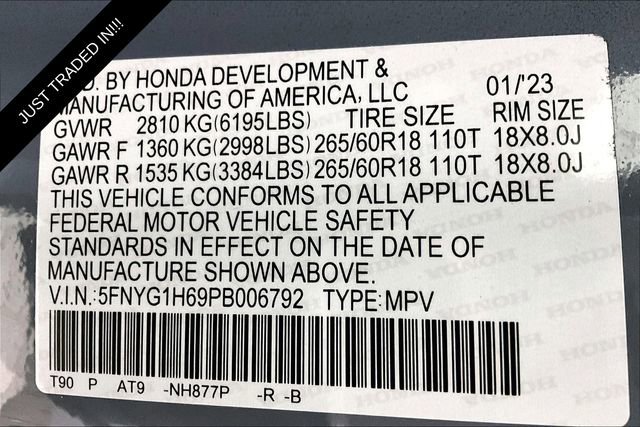 JUST TRADED IN!!!
BY HONDA DEVELOPMENT &
MANUFACTURING OF AMERICA, LLC 01/'23
GVWR 2810 KG(6195LBS) TIRE SIZE RIM SIZE
GAWR F 1360 KG(2998LBS) 265/60R18 110T 18X8.0J
GAWR R 1535 KG(3384LBS) 265/60R18 110T 18X8.0J
THIS VEHICLE CONFORMS TO ALL APPLICABLE
FEDERAL MOTOR VEHICLE SAFETY
STANDARDS IN EFFECT ON THE DATE OF
MANUFACTURE SHOWN ABOVE.
V.I.N.:5FNYG1H69PB006792 TYPE:MPV
T90 P AT9 -NH877P -R -B